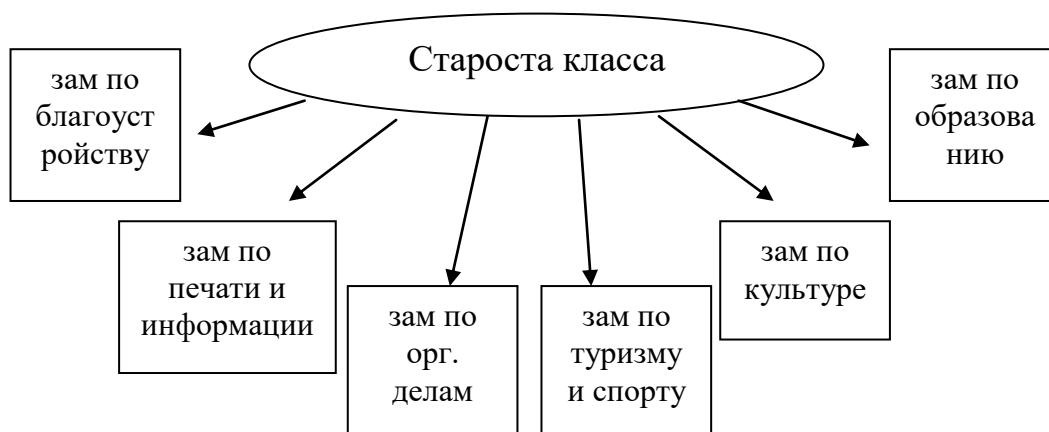 Староста класса
зам по
благоуст
ройству
зам по
печати и
информации
зам по
орг.
делам
зам по
туризму
и спорту
зам по
культуре
зам по
образова
нию